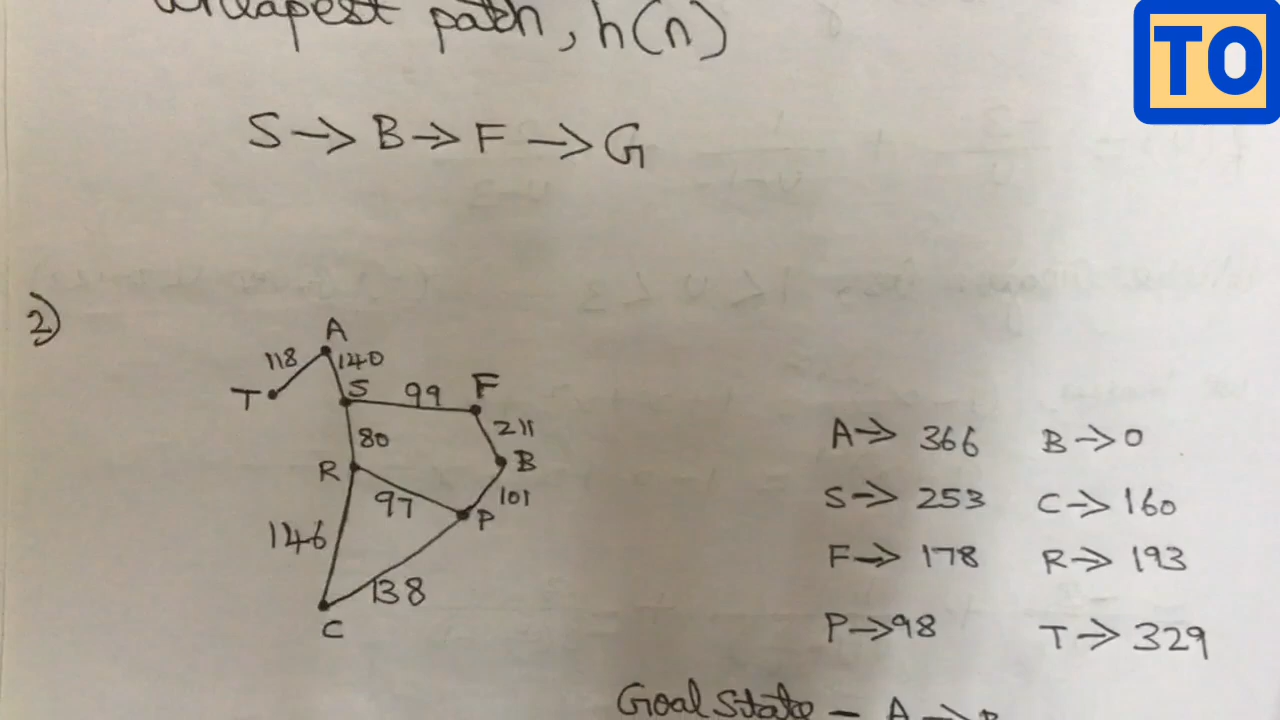 TO
path, h(n)
S → B → F → G
2)
A
118
140
T
S
99
F
80
211
R
B
97
101
P
146
138
C
A → 366 B → 0
S → 253 C → 160
F → 178 R → 193
P → 98 T → 329
Goal State - A →